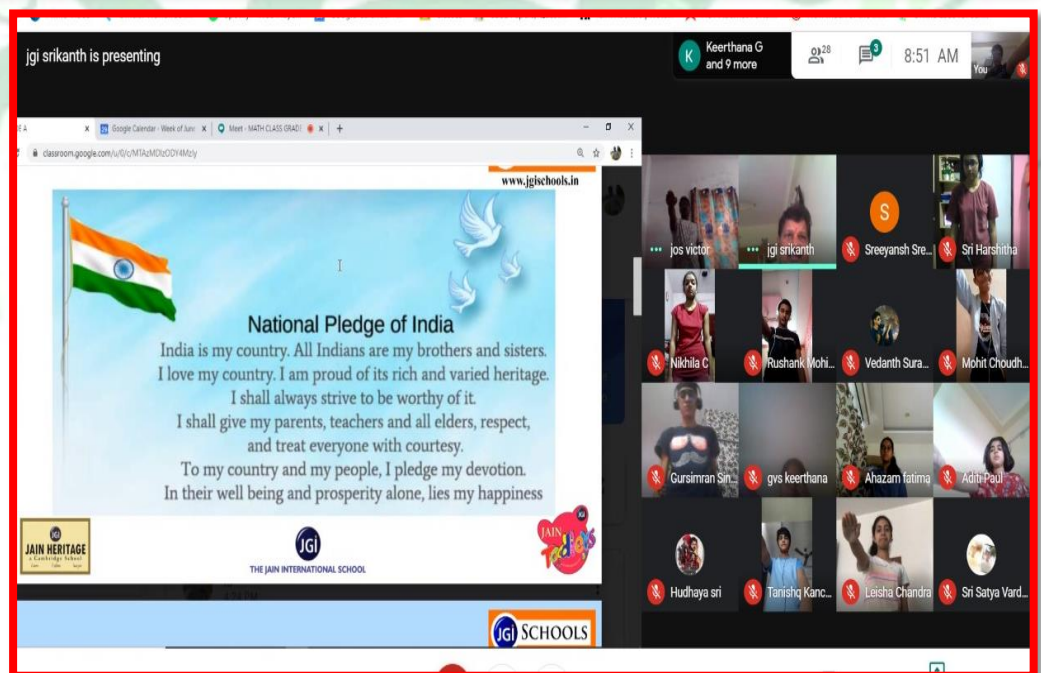 jgi srikanth is presenting
K
Keerthana G
and 9 more
28
3
8:51 AM
You
Google Calendar - Week of June
Meet - MATH CLASS GRADE
classroom.google.com/u/0/c/MTAzMDIzODY4MzIy
www.jgischools.in
National Pledge of India
India is my country. All Indians are my brothers and sisters.
I love my country. I am proud of its rich and varied heritage.
I shall always strive to be worthy of it.
I shall give my parents, teachers and all elders, respect,
and treat everyone with courtesy.
To my country and my people, I pledge my devotion.
In their well being and prosperity alone, lies my happiness
JGI
JAIN HERITAGE
a Cambridge School
JGI
THE JAIN INTERNATIONAL SCHOOL
JGI
JAIN
Toddlers
JGI SCHOOLS
jos victor
jgi srikanth
S
Sreeyansh Sre...
Sri Harshitha
Nikhila C
Rushank Mohi...
Vedanth Sura...
Mohit Choudh...
Gursimran Sin...
gvs keerthana
Ahazam fatima
Aditi Paul
Hudhaya sri
Tanishq Kanc...
Leisha Chandra
Sri Satya Vard...